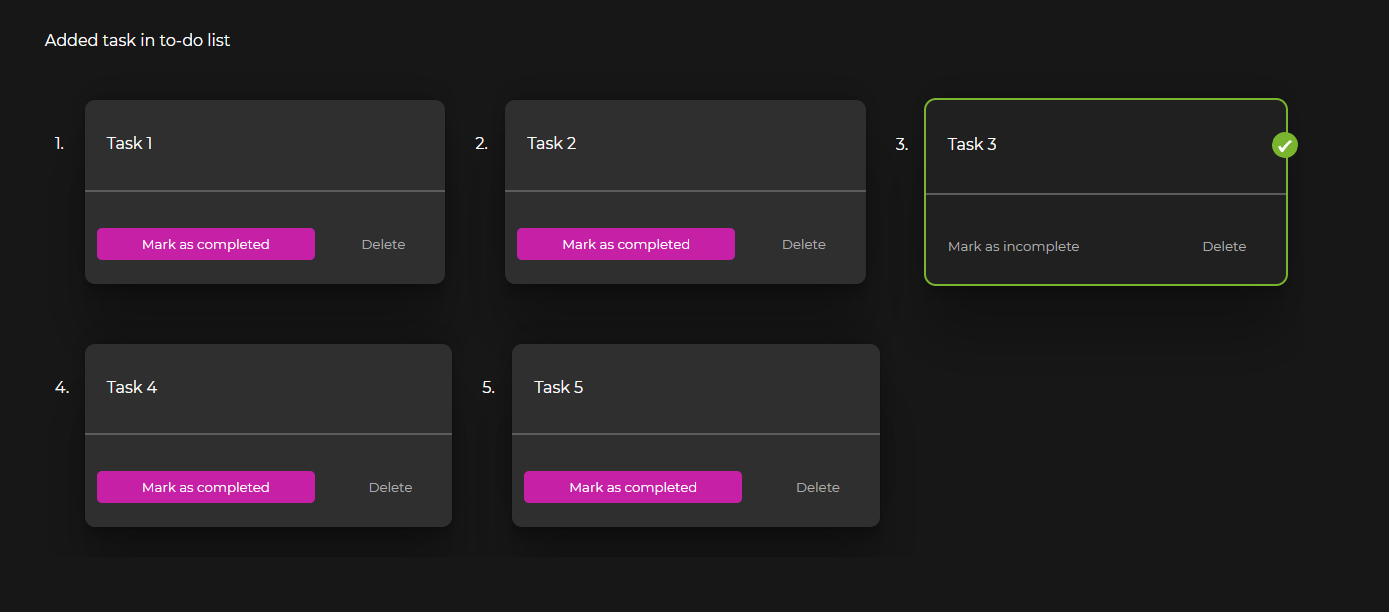 Added task in to-do list
1. Task 1
Mark as completed Delete
2. Task 2
Mark as completed Delete
3. Task 3
Mark as incomplete Delete
4. Task 4
Mark as completed Delete
5. Task 5
Mark as completed Delete